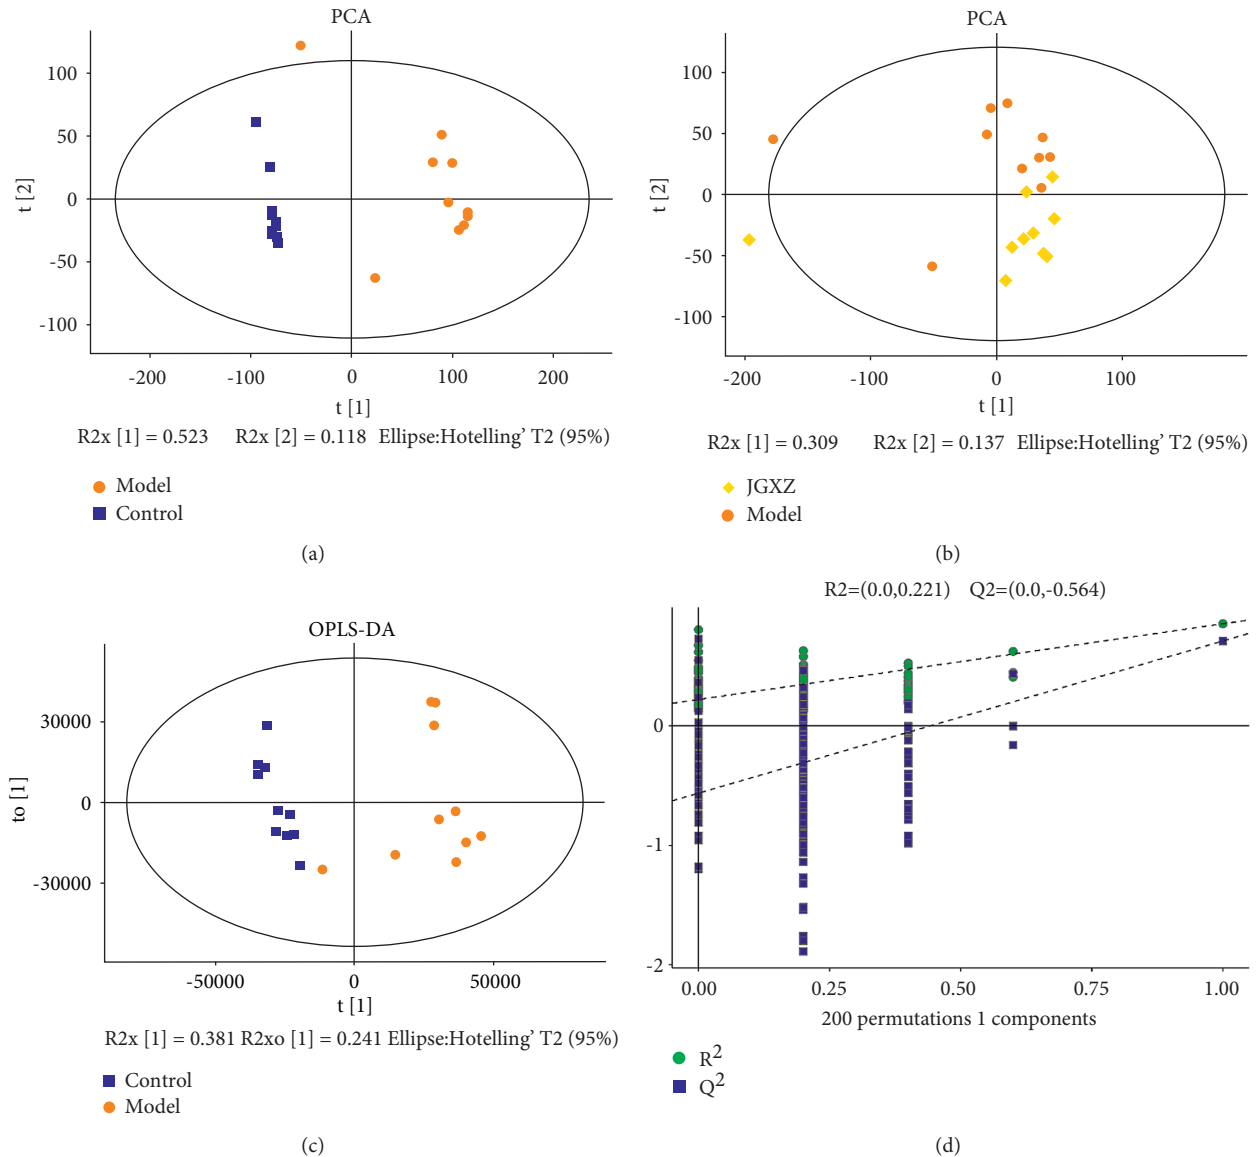 PCA
100
50
0
-50
-100
t [2]
-200 -100 0 100 200
t [1]
R2x [1] = 0.523 R2x [2] = 0.118 Ellipse:Hotelling’ T2 (95%)
Model
Control
(a)
PCA
100
50
0
-50
-100
t [2]
-200 -100 0 100
t [1]
R2x [1] = 0.309 R2x [2] = 0.137 Ellipse:Hotelling’ T2 (95%)
JGXZ
Model
(b)
OPLS-DA
30000
0
-30000
to [1]
-50000 0 50000
t [1]
R2x [1] = 0.381 R2xo [1] = 0.241 Ellipse:Hotelling’ T2 (95%)
Control
Model
(c)
R2=(0.0,0.221) Q2=(0.0,-0.564)
0
-1
-2
0.00 0.25 0.50 0.75 1.00
200 permutations 1 components
R²
Q²
(d)